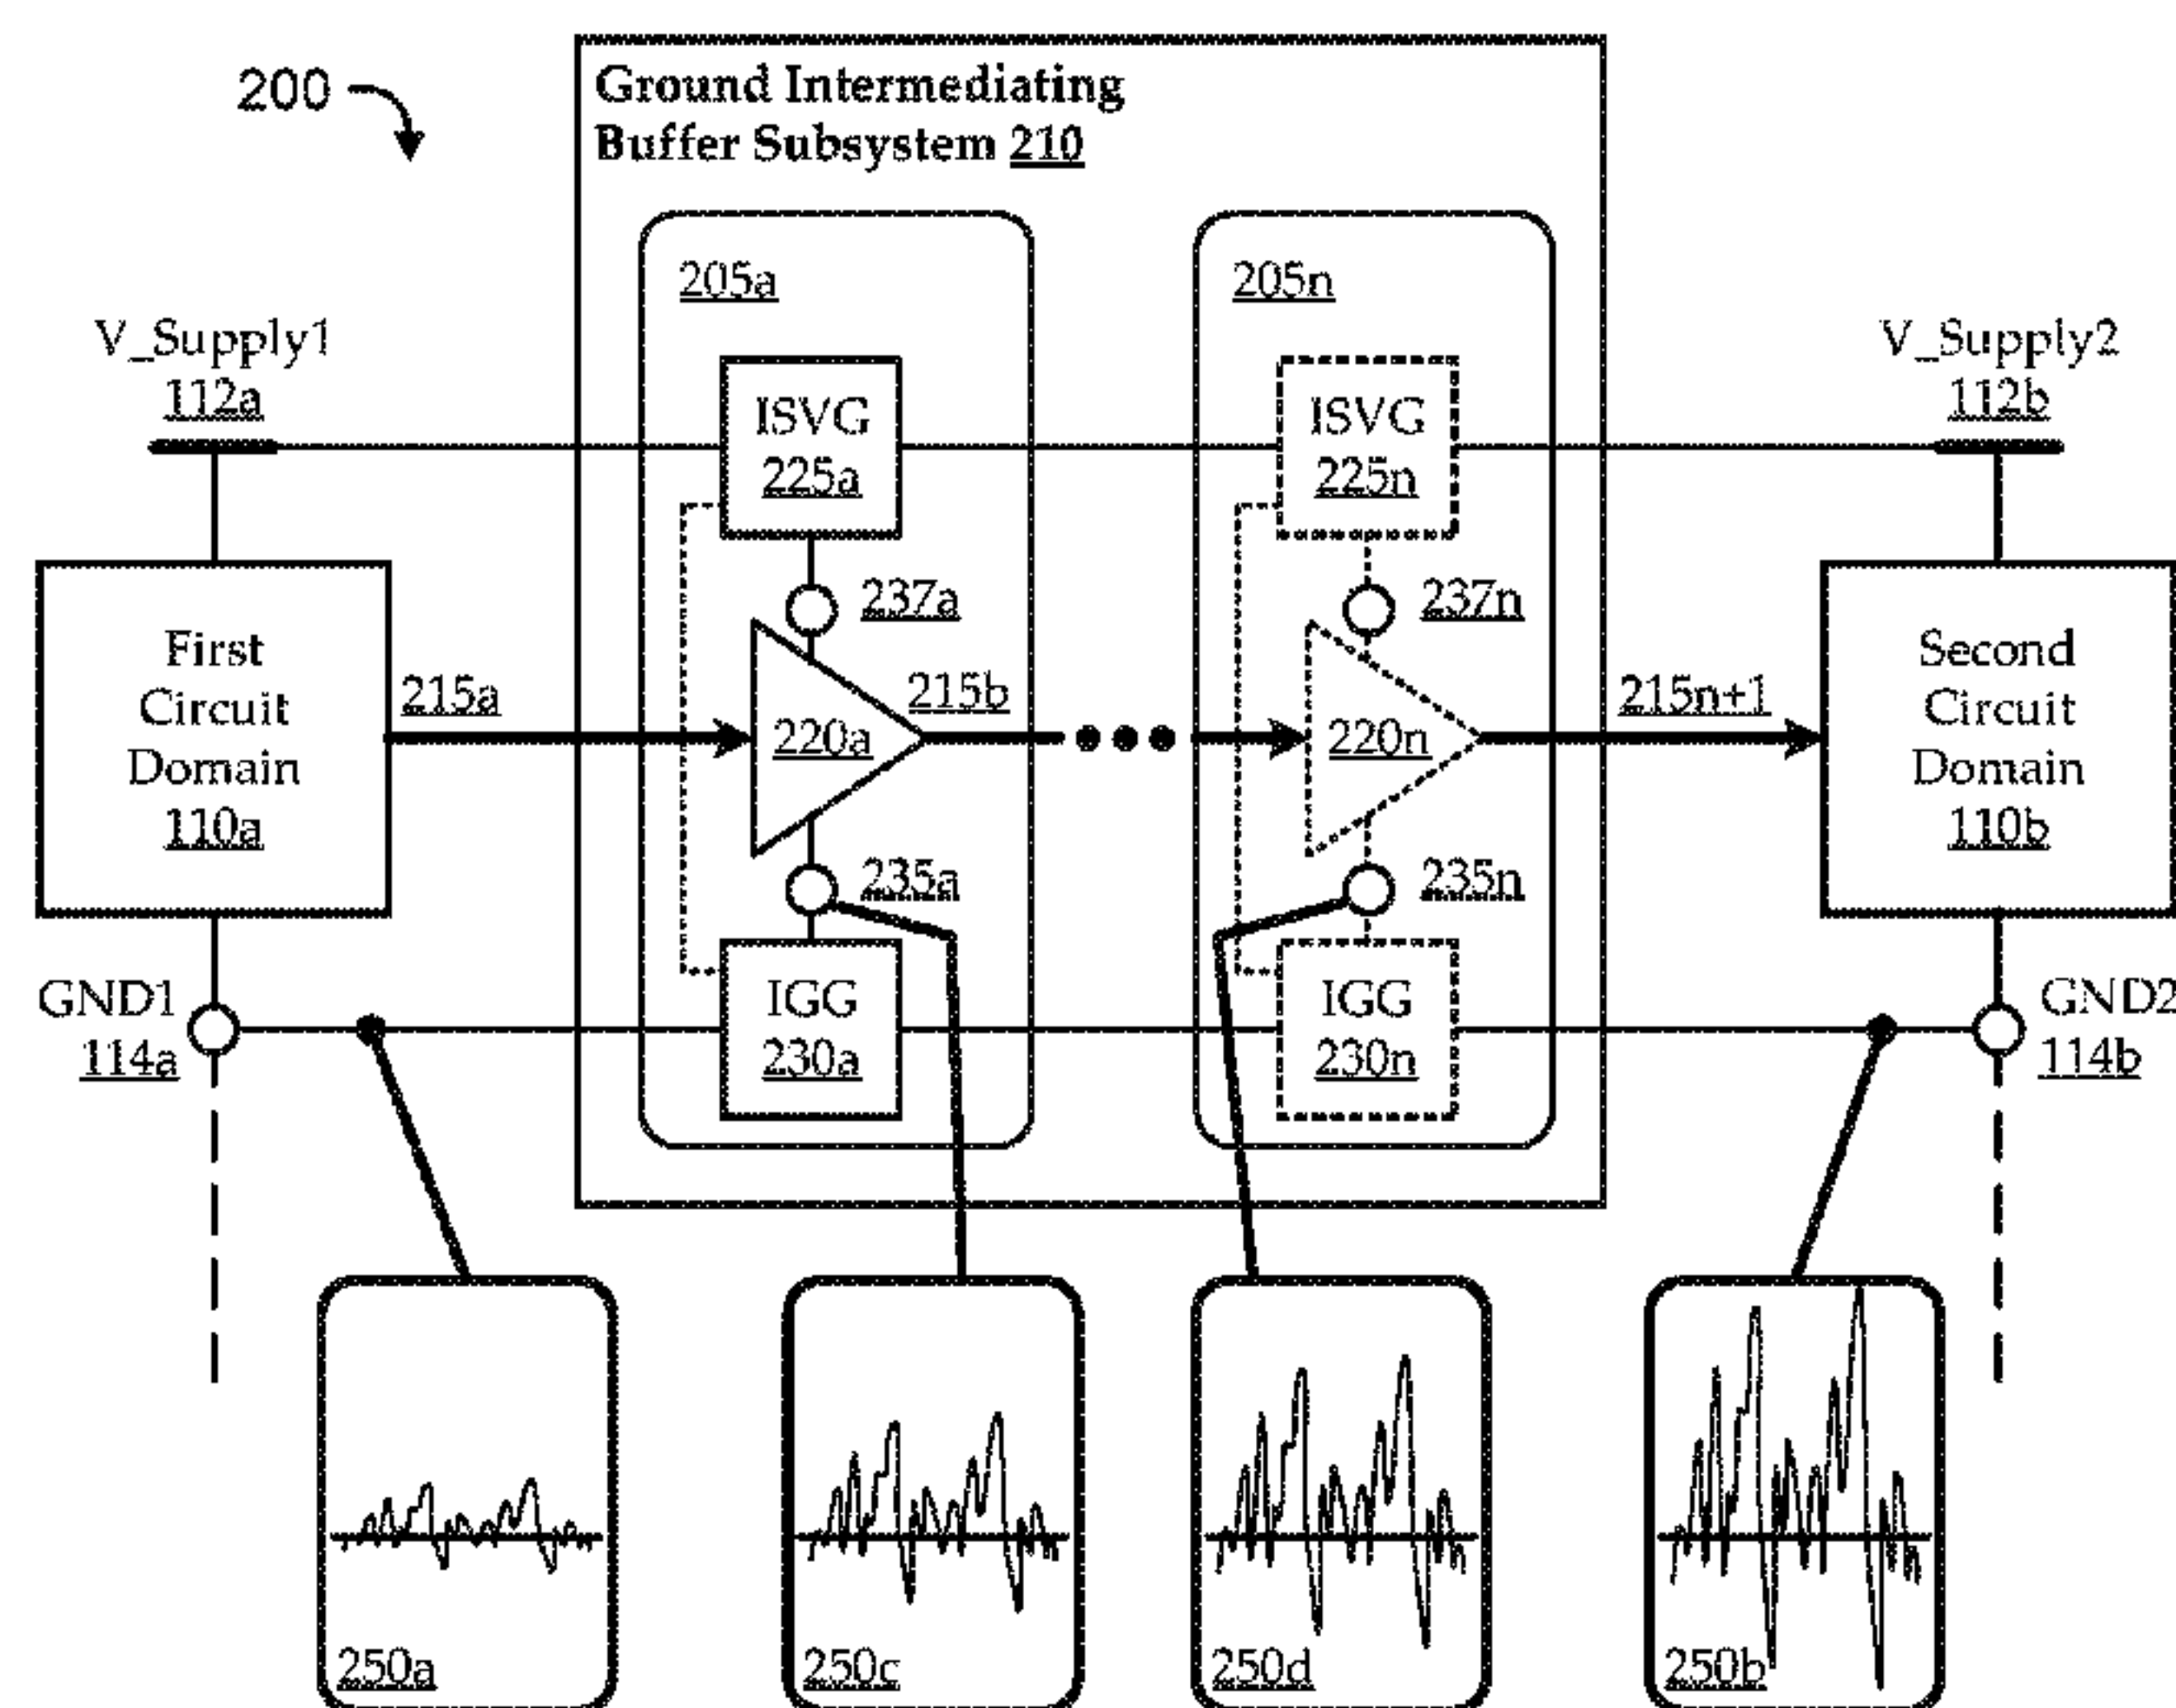 200
Ground Intermediating
Buffer Subsystem 210
205a
205n
V_Supply1
112a
V_Supply2
112b
ISVG
225a
ISVG
225n
237a
237n
First
Circuit
Domain
110a
215a
220a
215b
220n
215n+1
Second
Circuit
Domain
110b
235a
235n
GND1
114a
IGG
230a
IGG
230n
GND2
114b
250a
250c
250d
250b